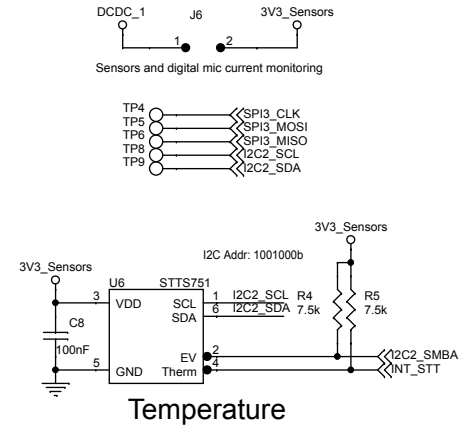 DCDC_1 J6 3V3_Sensors
1 2
Sensors and digital mic current monitoring
TP4 SPI3_CLK
TP5 SPI3_MOSI
TP6 SPI3_MISO
TP8 I2C2_SCL
TP9 I2C2_SDA
3V3_Sensors
I2C Addr: 1001000b
3V3_Sensors
U6 STTS751
3 VDD SCL 1 I2C2_SCL R4 R5
SDA 6 I2C2_SDA 7.5k 7.5k
C8
100nF
EV 2 I2C2_SMBA
5 GND Therm 4 INT_STT
Temperature